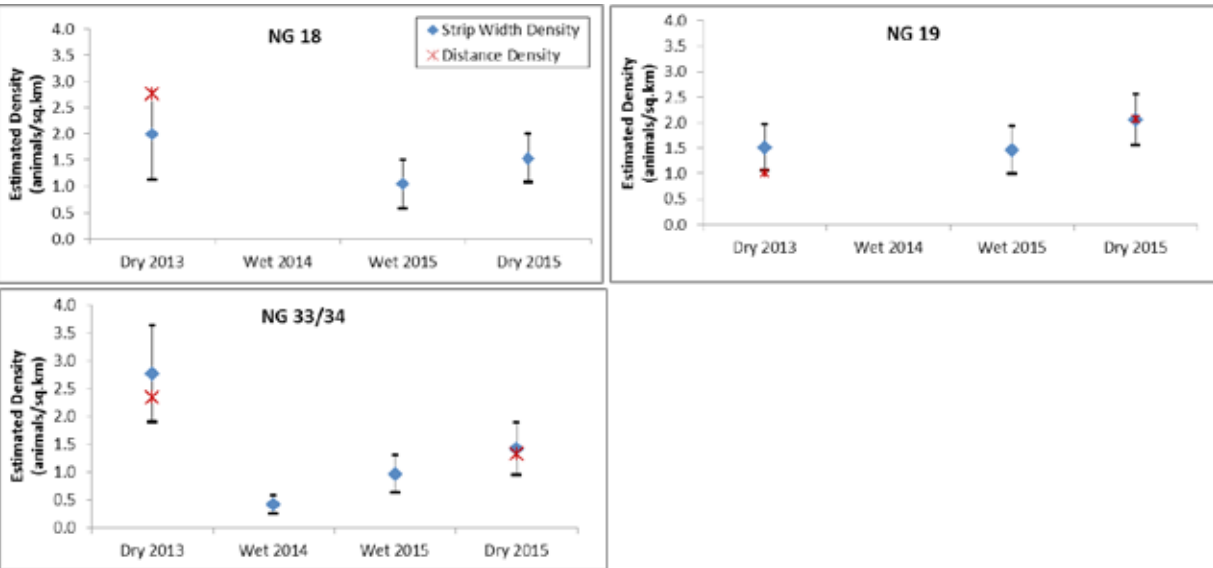 NG 18
Strip Width Density
Distance Density
Estimated Density
(animals/sq.km)
4.0
3.5
3.0
2.5
2.0
1.5
1.0
0.5
0.0
Dry 2013 Wet 2014 Wet 2015 Dry 2015
NG 19
Estimated Density
(animals/sq.km)
4.0
3.5
3.0
2.5
2.0
1.5
1.0
0.5
0.0
Dry 2013 Wet 2014 Wet 2015 Dry 2015
NG 33/34
Estimated Density
(animals/sq.km)
4.0
3.5
3.0
2.5
2.0
1.5
1.0
0.5
0.0
Dry 2013 Wet 2014 Wet 2015 Dry 2015